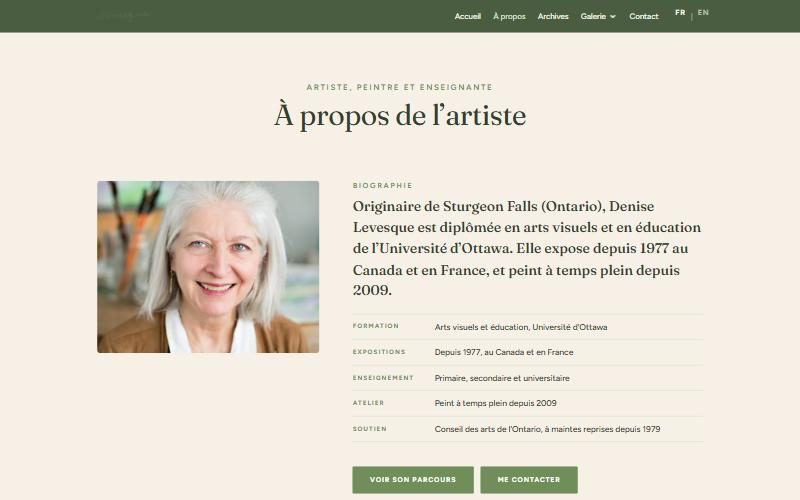 Accueil À propos Archives Galerie Contact FR | EN
ARTISTE, PEINTRE ET ENSEIGNANTE
À propos de l’artiste
BIOGRAPHIE
Originaire de Sturgeon Falls (Ontario), Denise
Levesque est diplômée en arts visuels et en éducation
de l’Université d’Ottawa. Elle expose depuis 1977 au
Canada et en France, et peint à temps plein depuis
2009.
FORMATION Arts visuels et éducation, Université d'Ottawa
EXPOSITIONS Depuis 1977, au Canada et en France
ENSEIGNEMENT Primaire, secondaire et universitaire
ATELIER Peint à temps plein depuis 2009
SOUTIEN Conseil des arts de l'Ontario, à maintes reprises depuis 1979
VOIR SON PARCOURS ME CONTACTER